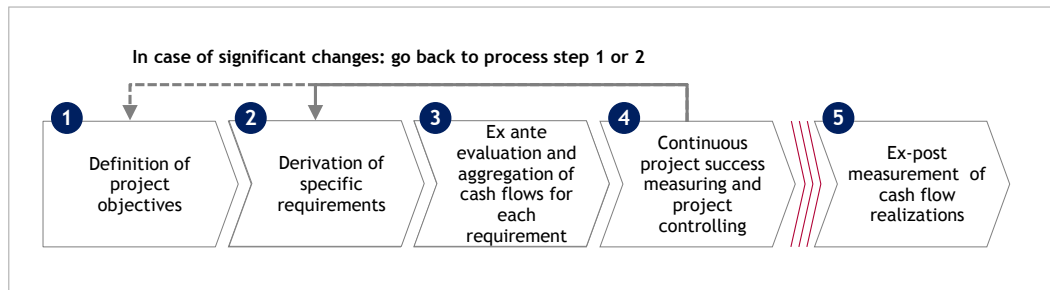 In case of significant changes: go back to process step 1 or 2
1
Definition of
project
objectives
2
Derivation of
specific
requirements
3
Ex ante
evaluation and
aggregation of
cash flows for
each
requirement
4
Continuous
project success
measuring and
project
controlling
5
Ex-post
measurement of
cash flow
realizations